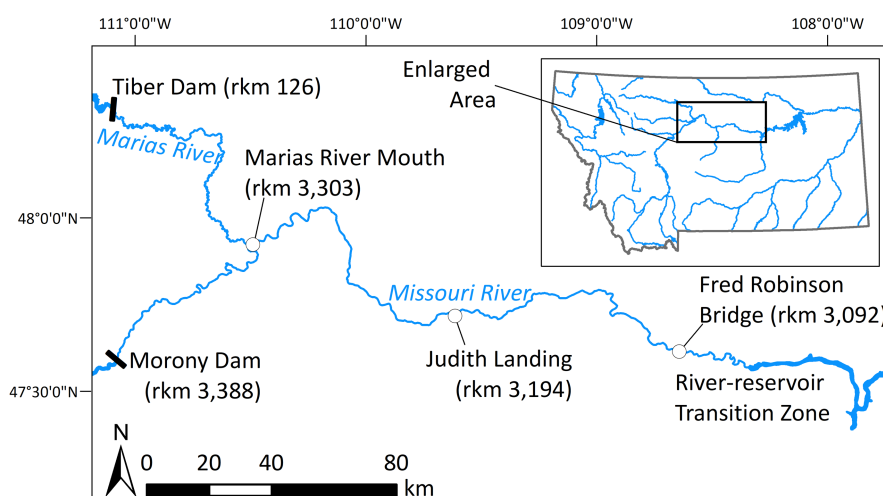 111°0'0"W
110°0'0"W
109°0'0"W
108°0'0"W
Tiber Dam (rkm 126)
Marias River
Marias River Mouth
(rkm 3,303)
Enlarged
Area
48°0'0"N
Missouri River
Fred Robinson
Bridge (rkm 3,092)
Morony Dam
(rkm 3,388)
Judith Landing
(rkm 3,194)
River-reservoir
Transition Zone
47°30'0"N
N
0 20 40 80
km